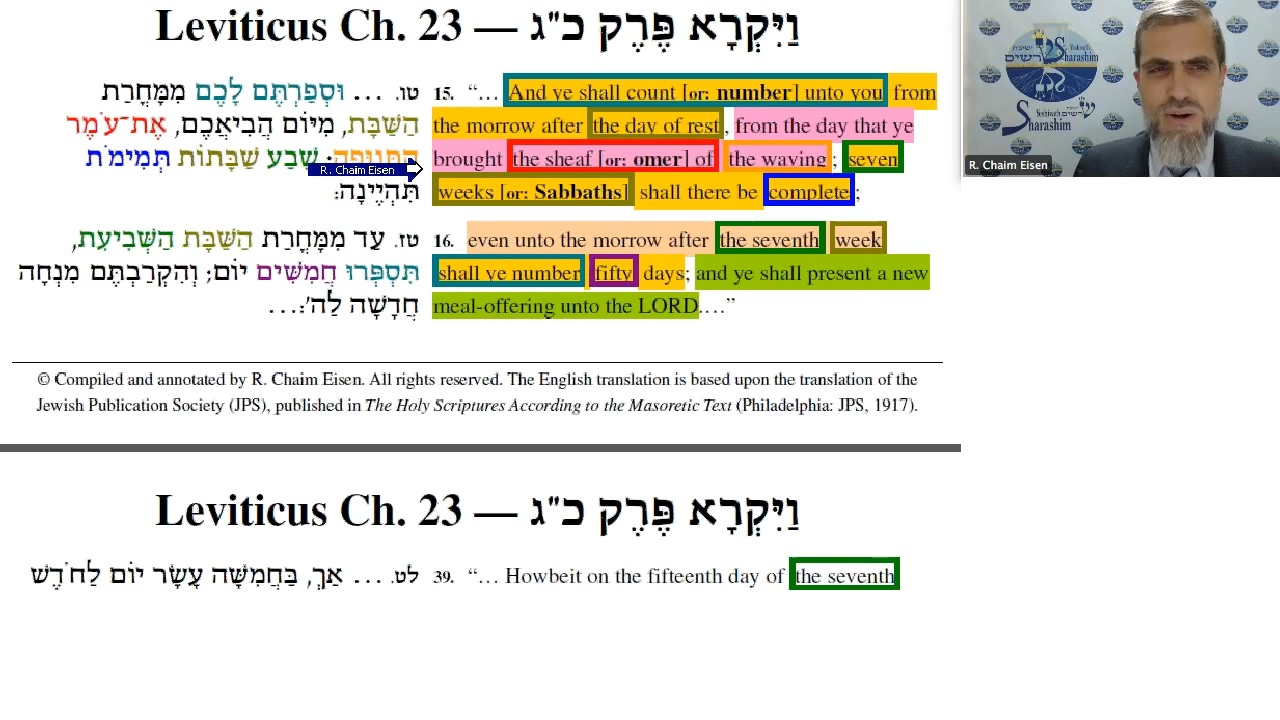 Leviticus Ch. 23 — וַיִּקְרָא פֶּרֶק כ"ג
טו. ... וּסְפַרְתֶּם לָכֶם מִמָּחֳרַת
הַשַּׁבָּת, מִיּוֹם הֲבִיאֲכֶם, אֶת־עֹמֶר
הַתְּנוּפָה: שֶׁבַע שַׁבָּתוֹת תְּמִימֹת
תִּהְיֶינָה:
15. “... And ye shall count [or: number] unto you from
the morrow after the day of rest, from the day that ye
brought the sheaf [or: omer] of the waving; seven
weeks [or: Sabbaths] shall there be complete;
טז. עַד מִמָּחֳרַת הַשַּׁבָּת הַשְּׁבִיעִת,
תִּסְפְּרוּ חֲמִשִּׁים יוֹם; וְהִקְרַבְתֶּם מִנְחָה
חֲדָשָׁה לַה':...
16. even unto the morrow after the seventh week
shall ye number fifty days; and ye shall present a new
meal-offering unto the LORD....”
© Compiled and annotated by R. Chaim Eisen. All rights reserved. The English translation is based upon the translation of the
Jewish Publication Society (JPS), published in The Holy Scriptures According to the Masoretic Text (Philadelphia: JPS, 1917).
Leviticus Ch. 23 — וַיִּקְרָא פֶּרֶק כ"ג
לט. ... אַךְ, בַּחֲמִשָּׁה עָשָׂר יוֹם לַחֹדֶשׁ
39. “... Howbeit on the fifteenth day of the seventh
R. Chaim Eisen
Yeshivath
Sharashim
ישיבת
שרשים
Yeshivath
Sharashim
R. Chaim Eisen